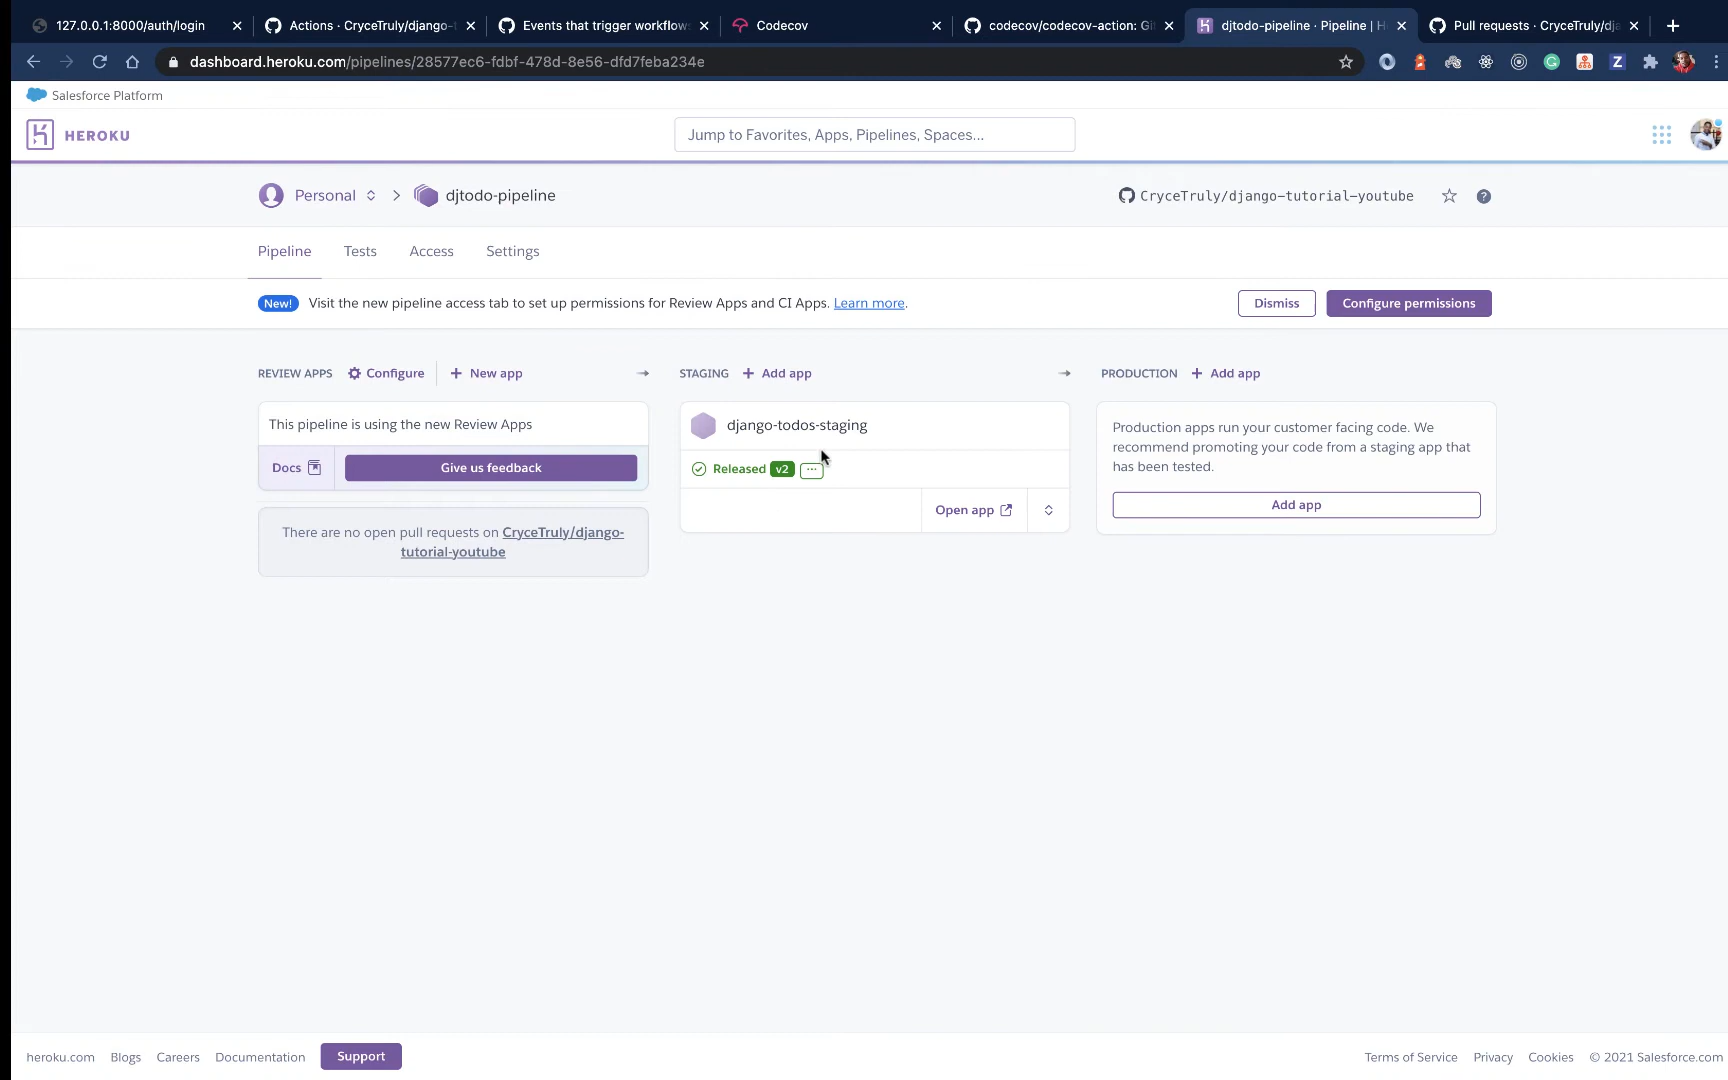 127.0.0.1:8000/auth/login
Actions · CryceTruly/django-t
Events that trigger workflows
Codecov
codecov/codecov-action: Git
djtodo-pipeline · Pipeline | H
Pull requests · CryceTruly/dja
dashboard.heroku.com/pipelines/28577ec6-fdbf-478d-8e56-dfd7feba234e
Salesforce Platform
HEROKU
Jump to Favorites, Apps, Pipelines, Spaces...
Personal
djtodo-pipeline
CryceTruly/django-tutorial-youtube
Pipeline
Tests
Access
Settings
New! Visit the new pipeline access tab to set up permissions for Review Apps and CI Apps. Learn more.
Dismiss
Configure permissions
REVIEW APPS
Configure
+ New app
STAGING
+ Add app
PRODUCTION
+ Add app
This pipeline is using the new Review Apps
Docs
Give us feedback
There are no open pull requests on CryceTruly/django-
tutorial-youtube
django-todos-staging
Released v2 ...
Open app
Production apps run your customer facing code. We
recommend promoting your code from a staging app that
has been tested.
Add app
heroku.com
Blogs
Careers
Documentation
Support
Terms of Service
Privacy
Cookies
© 2021 Salesforce.com